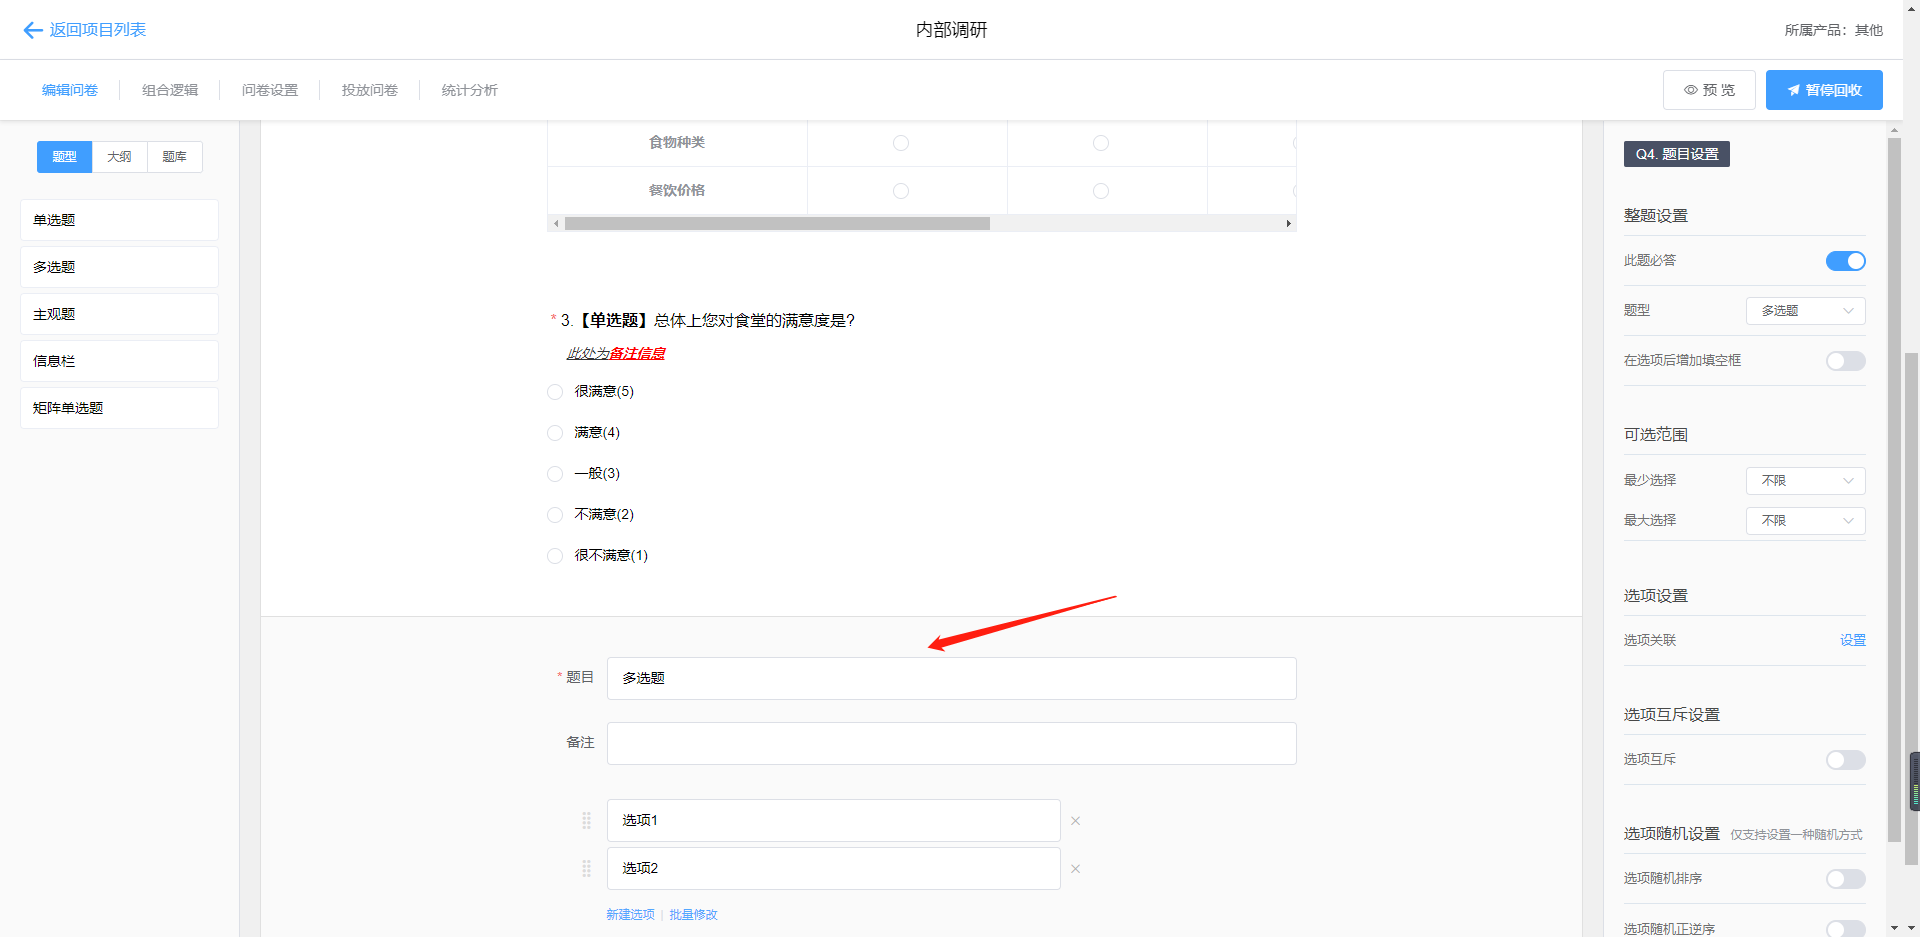 返回项目列表
内部调研
所属产品：其他
编辑问卷
组合逻辑
问卷设置
投放问卷
统计分析
预 览
暂停回收
题型
大纲
题库
单选题
多选题
主观题
信息栏
矩阵单选题
食物种类
餐饮价格
* 3.【单选题】总体上您对食堂的满意度是?
此处为备注信息
很满意(5)
满意(4)
一般(3)
不满意(2)
很不满意(1)
* 题目
多选题
备注
选项1
选项2
新建选项 | 批量修改
Q4. 题目设置
整题设置
此题必答
题型
多选题
在选项后增加填空框
可选范围
最少选择
不限
最大选择
不限
选项设置
选项关联
设置
选项互斥设置
选项互斥
选项随机设置 仅支持设置一种随机方式
选项随机排序
选项随机正逆序